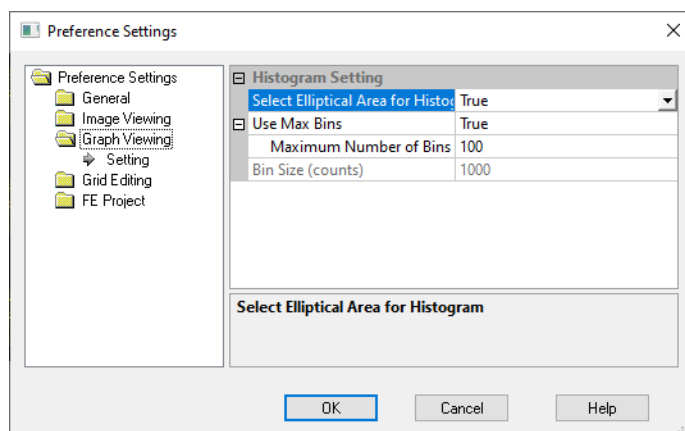 Preference Settings
Preference Settings
General
Image Viewing
Graph Viewing
Setting
Grid Editing
FE Project
Histogram Setting
Select Elliptical Area for Histog True
Use Max Bins True
Maximum Number of Bins 100
Bin Size (counts) 1000
Select Elliptical Area for Histogram
OK Cancel Help